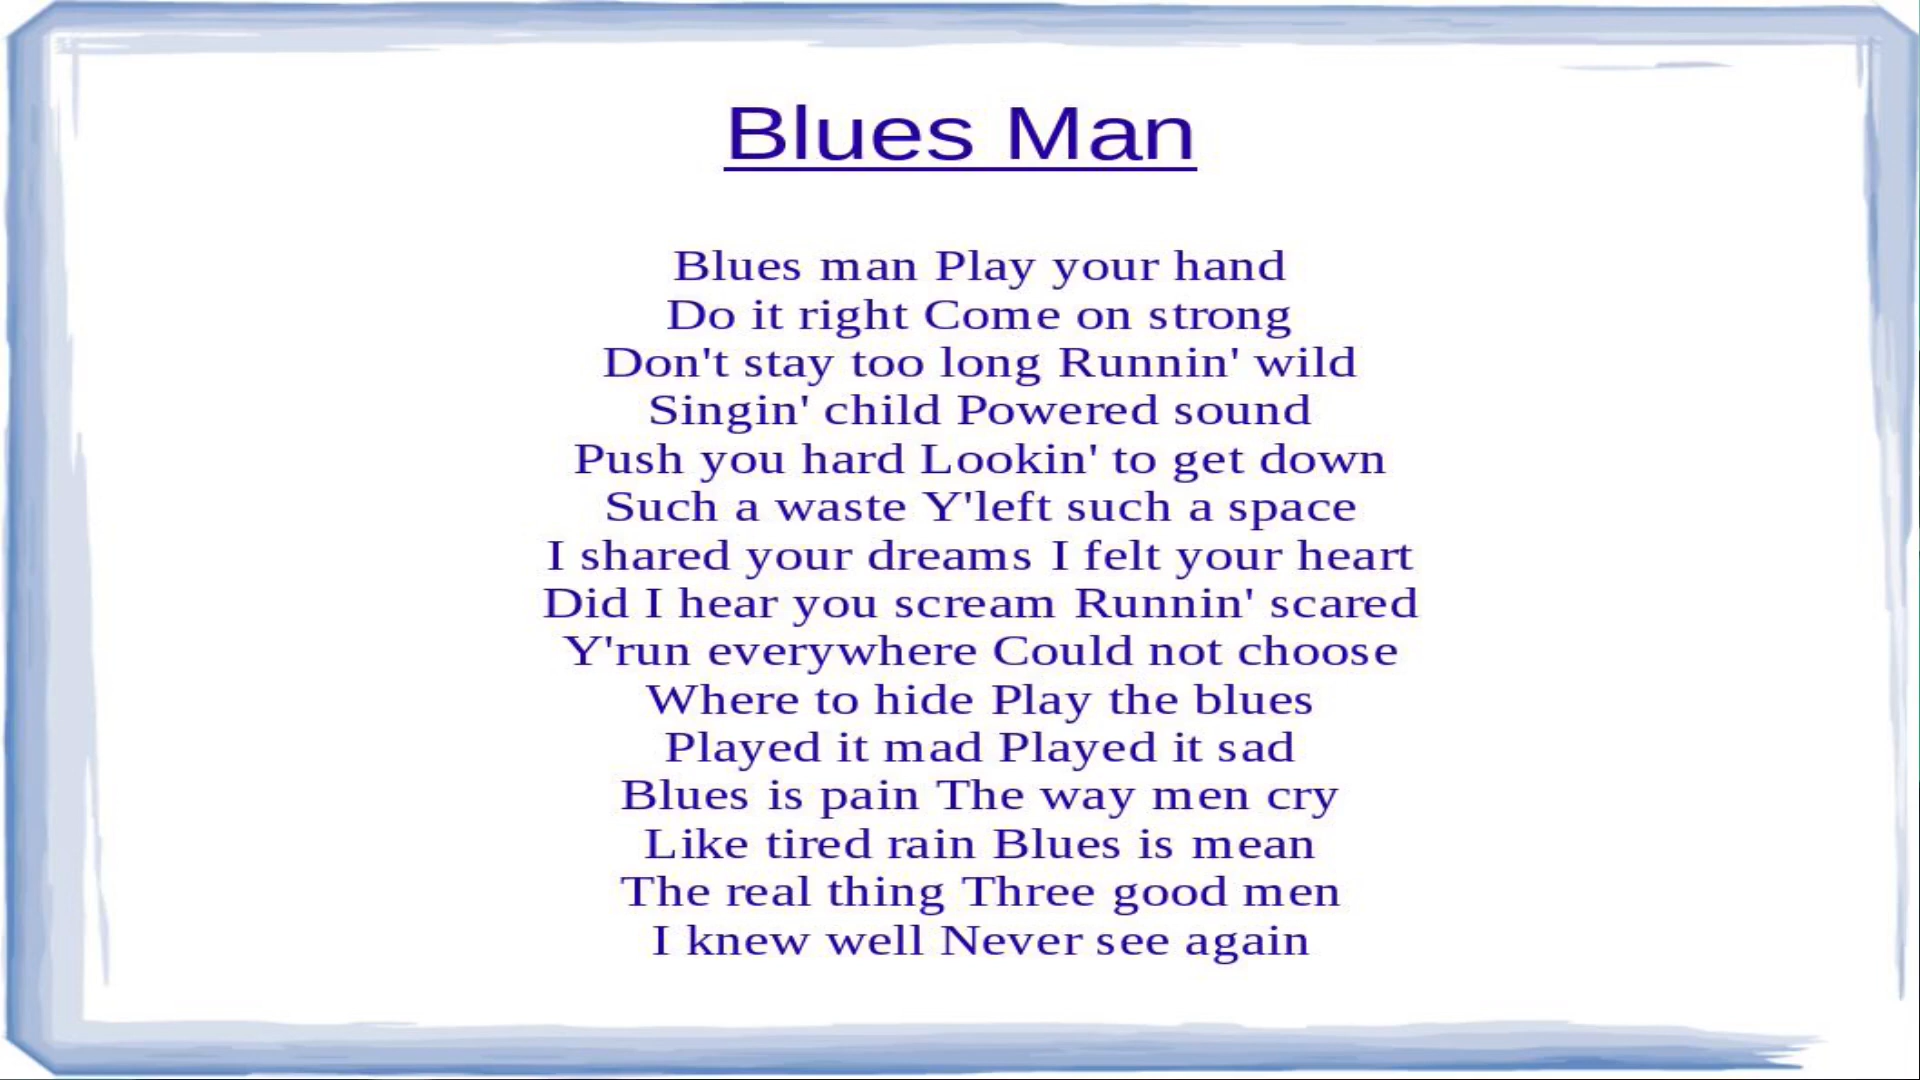 Blues Man
Blues man Play your hand
Do it right Come on strong
Don't stay too long Runnin' wild
Singin' child Powered sound
Push you hard Lookin' to get down
Such a waste Y'left such a space
I shared your dreams I felt your heart
Did I hear you scream Runnin' scared
Y'run everywhere Could not choose
Where to hide Play the blues
Played it mad Played it sad
Blues is pain The way men cry
Like tired rain Blues is mean
The real thing Three good men
I knew well Never see again